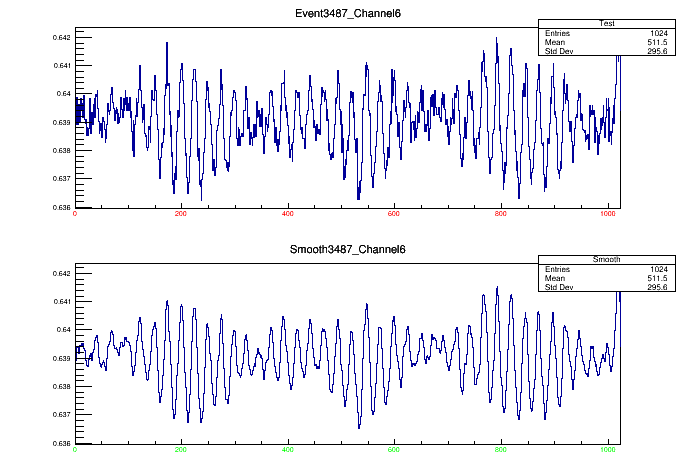 Event3487_Channel6
Test
Entries 1024
Mean 511.5
Std Dev 295.6
0.642
0.641
0.64
0.639
0.638
0.637
0.636
0 200 400 600 800 1000
Smooth3487_Channel6
Smooth
Entries 1024
Mean 511.5
Std Dev 295.6
0.642
0.641
0.64
0.639
0.638
0.637
0.636
0 200 400 600 800 1000